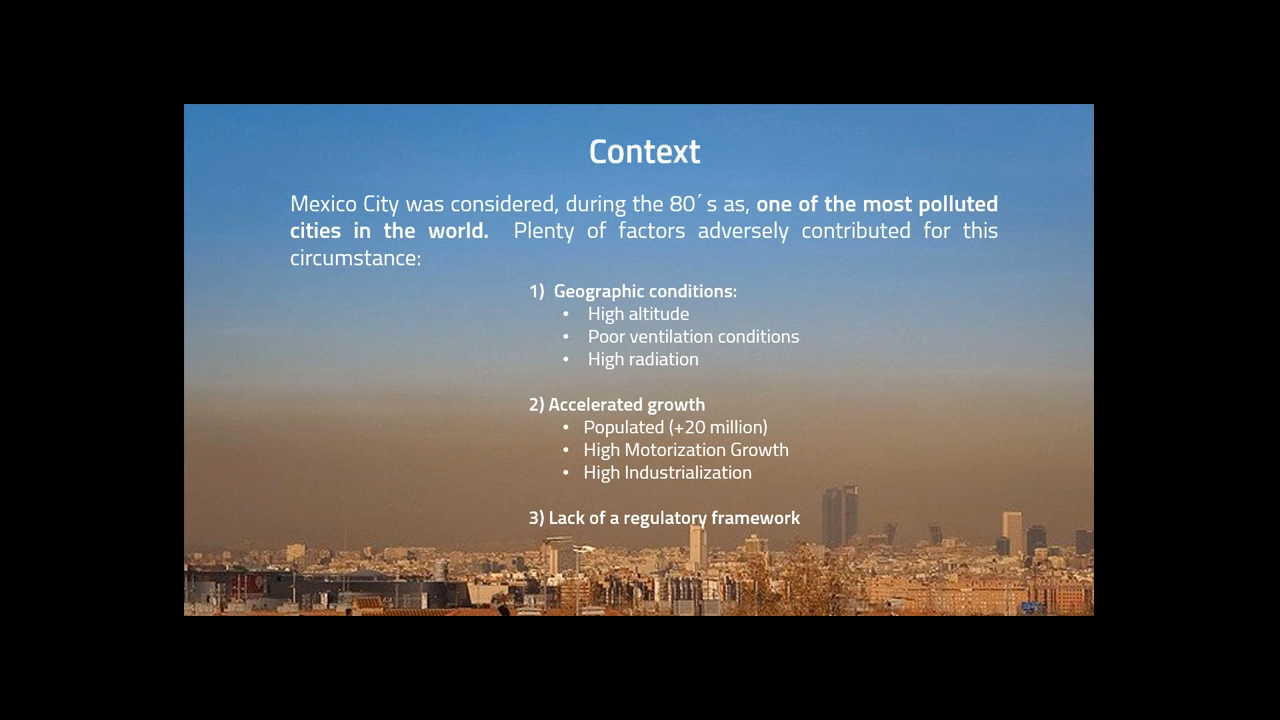 Context
Mexico City was considered, during the 80´s as, one of the most polluted
cities in the world. Plenty of factors adversely contributed for this
circumstance:
1) Geographic conditions:
• High altitude
• Poor ventilation conditions
• High radiation
2) Accelerated growth
• Populated (+20 million)
• High Motorization Growth
• High Industrialization
3) Lack of a regulatory framework